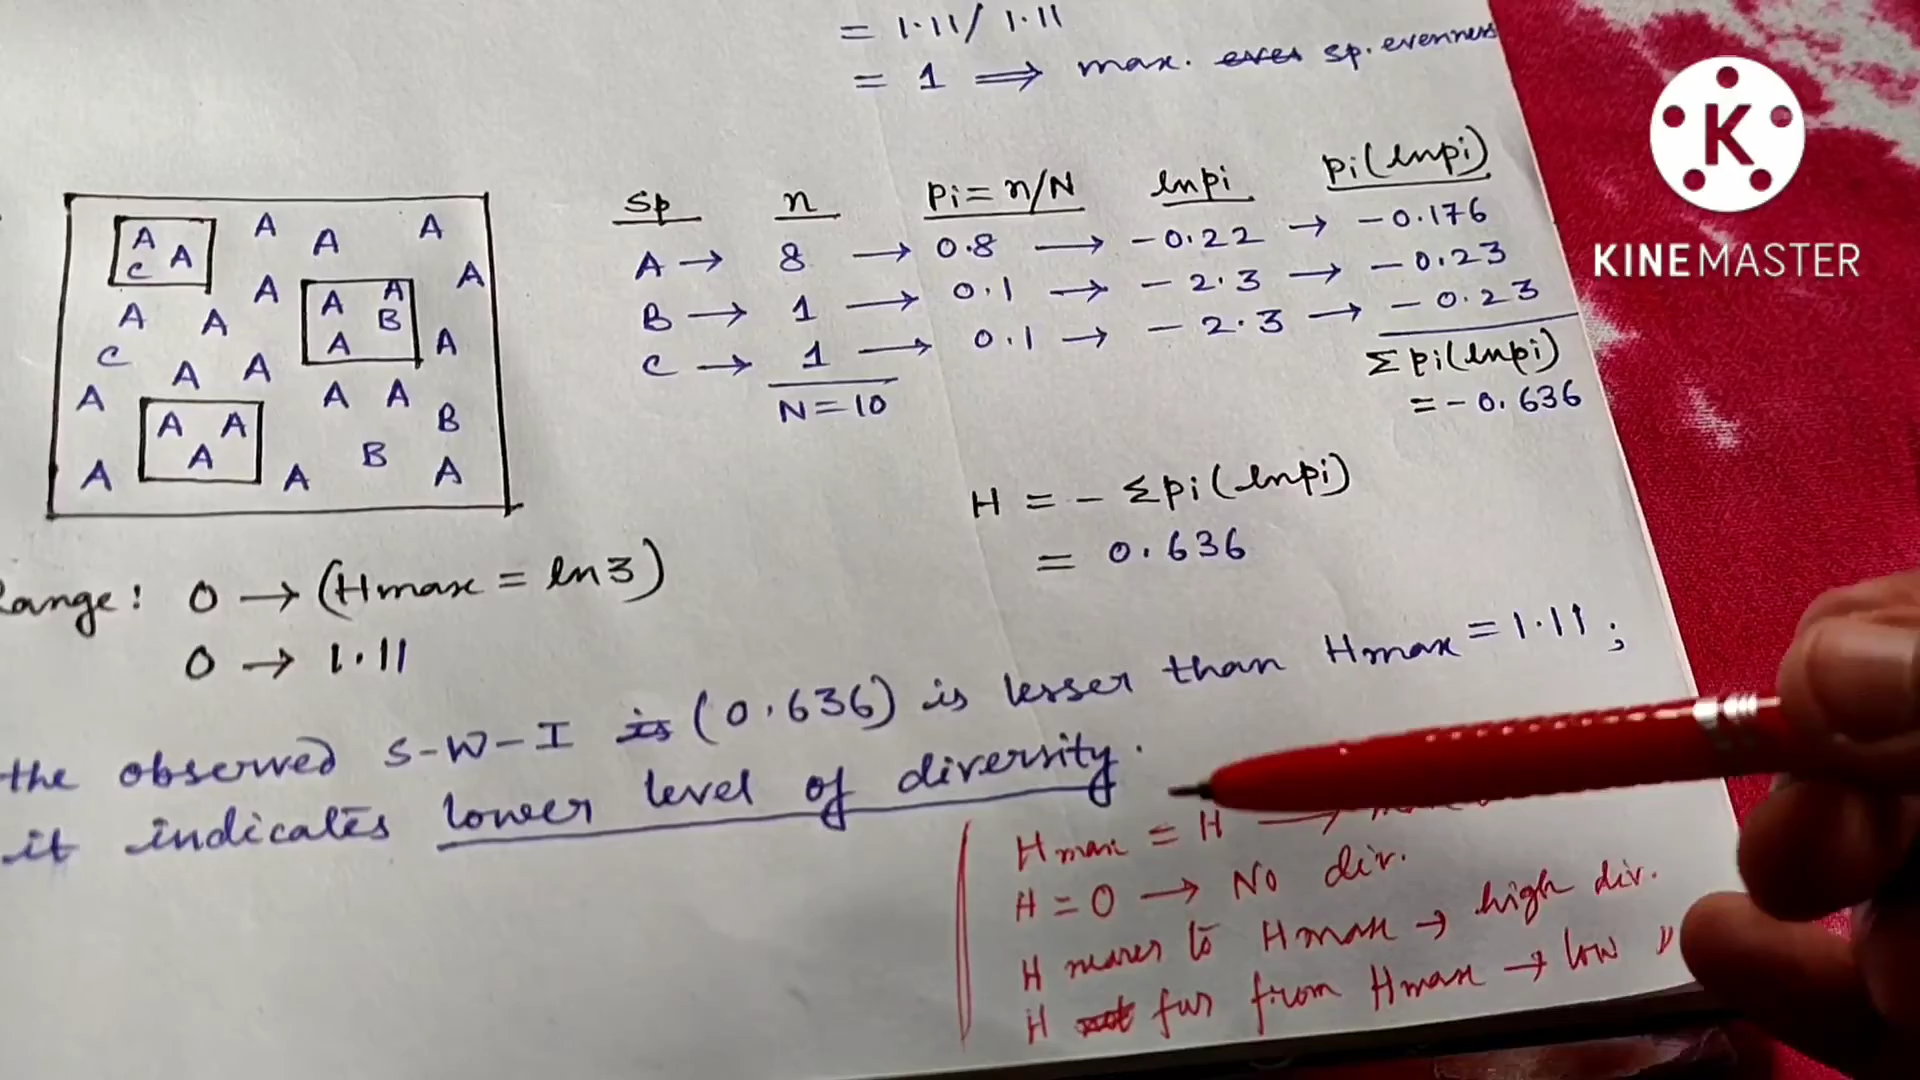 = 1.11/ 1.11
= 1 ⟹ max. sp. evenness
K
KINEMASTER
Sp n Pi = n/N lnpi Pi(lnpi)
A → 8 → 0.8 → -0.22 → -0.176
B → 1 → 0.1 → -2.3 → -0.23
C → 1 → 0.1 → -2.3 → -0.23
N = 10
Σ Pi(lnpi)
= -0.636
A A A A
C A
A A A A
A A A B
A A
C A A
A A A B
A A
A B
A A A
H = - Σ Pi(lnpi)
= 0.636
Range: 0 → (Hmax = ln3)
0 → 1.11
the observed S-W-I is (0.636) is lesser than Hmax = 1.11;
it indicates lower level of diversity.
Hmax = H →
H = 0 → No div.
H nearer to Hmax → high div.
H not far from Hmax → low "